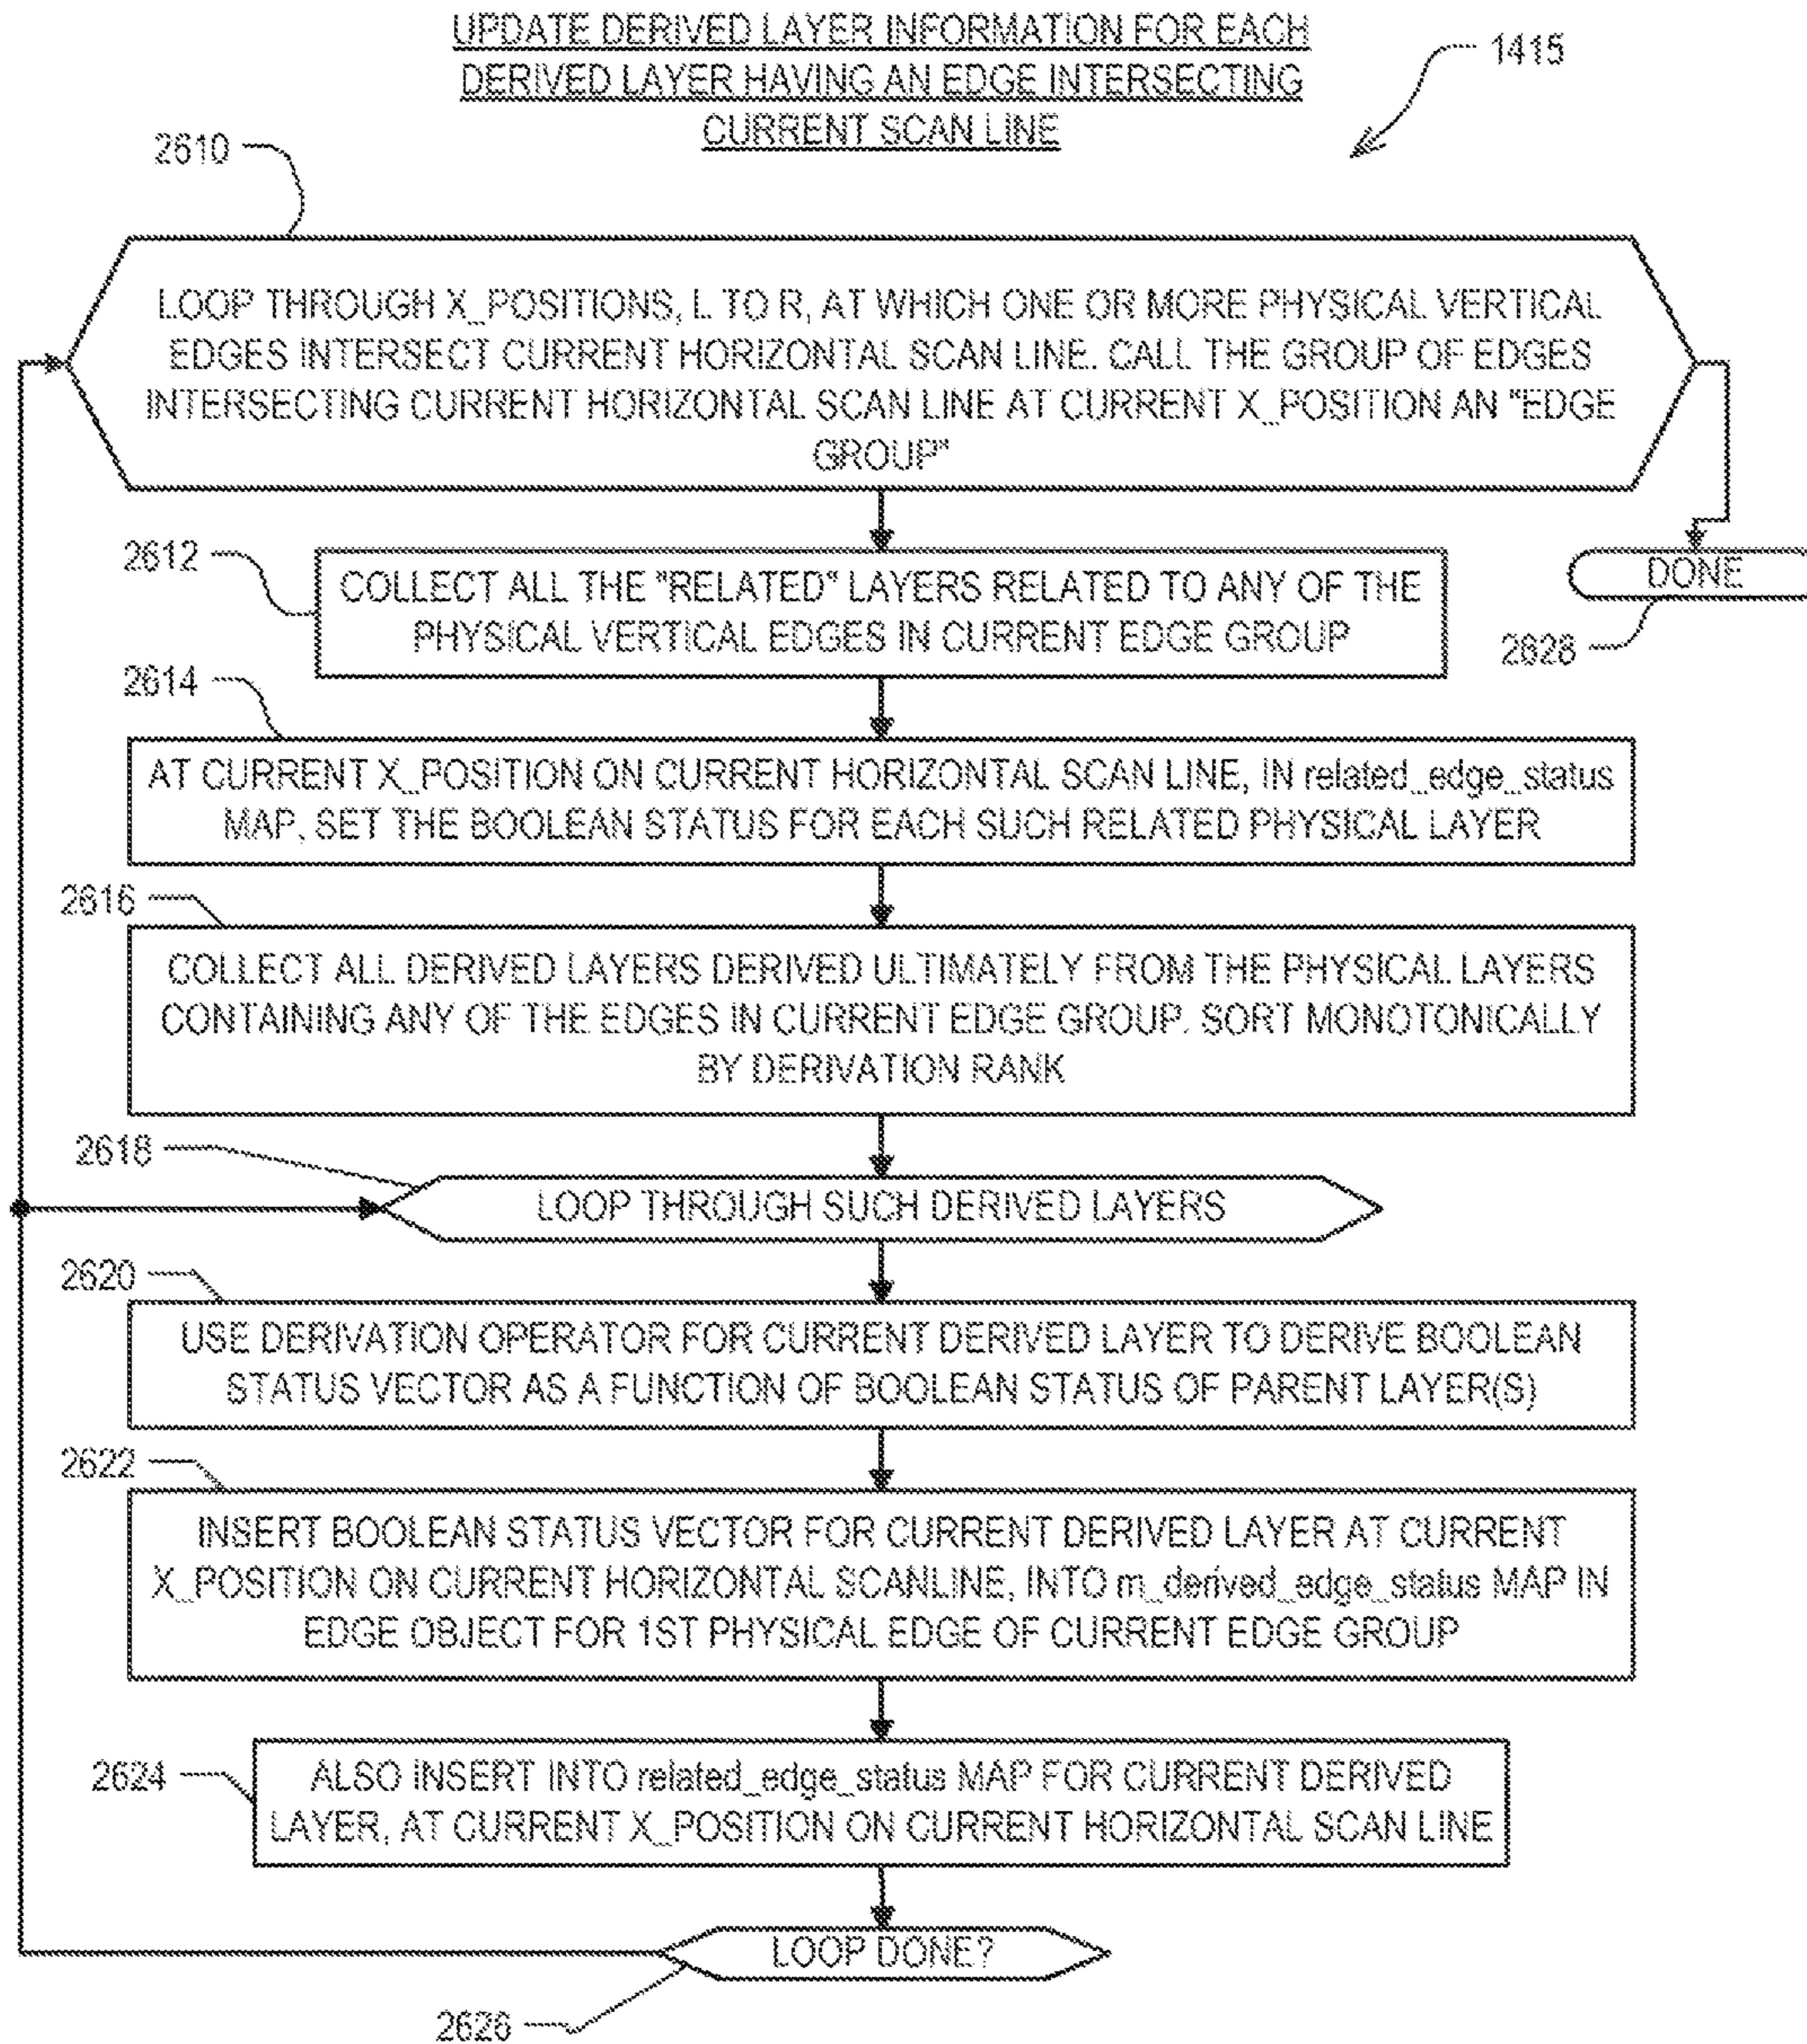 UPDATE DERIVED LAYER INFORMATION FOR EACH
DERIVED LAYER HAVING AN EDGE INTERSECTING
CURRENT SCAN LINE
1415
2610
LOOP THROUGH X_POSITIONS, L TO R, AT WHICH ONE OR MORE PHYSICAL VERTICAL
EDGES INTERSECT CURRENT HORIZONTAL SCAN LINE. CALL THE GROUP OF EDGES
INTERSECTING CURRENT HORIZONTAL SCAN LINE AT CURRENT X_POSITION AN "EDGE
GROUP"
2612
COLLECT ALL THE "RELATED" LAYERS RELATED TO ANY OF THE
PHYSICAL VERTICAL EDGES IN CURRENT EDGE GROUP
DONE
2628
2614
AT CURRENT X_POSITION ON CURRENT HORIZONTAL SCAN LINE, IN related_edge_status
MAP, SET THE BOOLEAN STATUS FOR EACH SUCH RELATED PHYSICAL LAYER
2616
COLLECT ALL DERIVED LAYERS DERIVED ULTIMATELY FROM THE PHYSICAL LAYERS
CONTAINING ANY OF THE EDGES IN CURRENT EDGE GROUP. SORT MONOTONICALLY
BY DERIVATION RANK
2618
LOOP THROUGH SUCH DERIVED LAYERS
2620
USE DERIVATION OPERATOR FOR CURRENT DERIVED LAYER TO DERIVE BOOLEAN
STATUS VECTOR AS A FUNCTION OF BOOLEAN STATUS OF PARENT LAYER(S)
2622
INSERT BOOLEAN STATUS VECTOR FOR CURRENT DERIVED LAYER AT CURRENT
X_POSITION ON CURRENT HORIZONTAL SCANLINE, INTO m_derived_edge_status MAP IN
EDGE OBJECT FOR 1ST PHYSICAL EDGE OF CURRENT EDGE GROUP
2624
ALSO INSERT INTO related_edge_status MAP FOR CURRENT DERIVED
LAYER, AT CURRENT X_POSITION ON CURRENT HORIZONTAL SCAN LINE
LOOP DONE?
2626